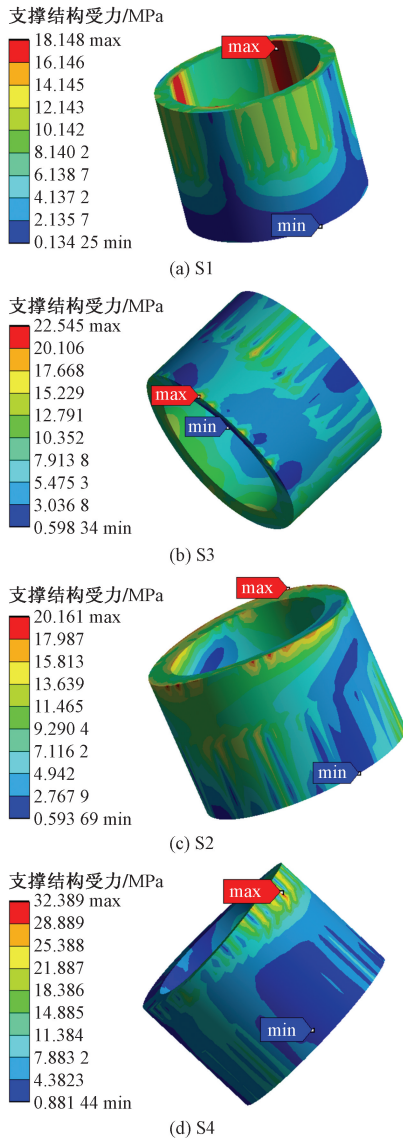 支撑结构受力/MPa
18.148 max
16.146
14.145
12.143
10.142
8.140 2
6.138 7
4.137 2
2.135 7
0.134 25 min
max
min
(a) S1
支撑结构受力/MPa
22.545 max
20.106
17.668
15.229
12.791
10.352
7.913 8
5.475 3
3.036 8
0.598 34 min
max
min
(b) S3
支撑结构受力/MPa
20.161 max
17.987
15.813
13.639
11.465
9.290 4
7.116 2
4.942
2.767 9
0.593 69 min
max
min
(c) S2
支撑结构受力/MPa
32.389 max
28.889
25.388
21.887
18.386
14.885
11.384
7.883 2
4.3823
0.881 44 min
max
min
(d) S4